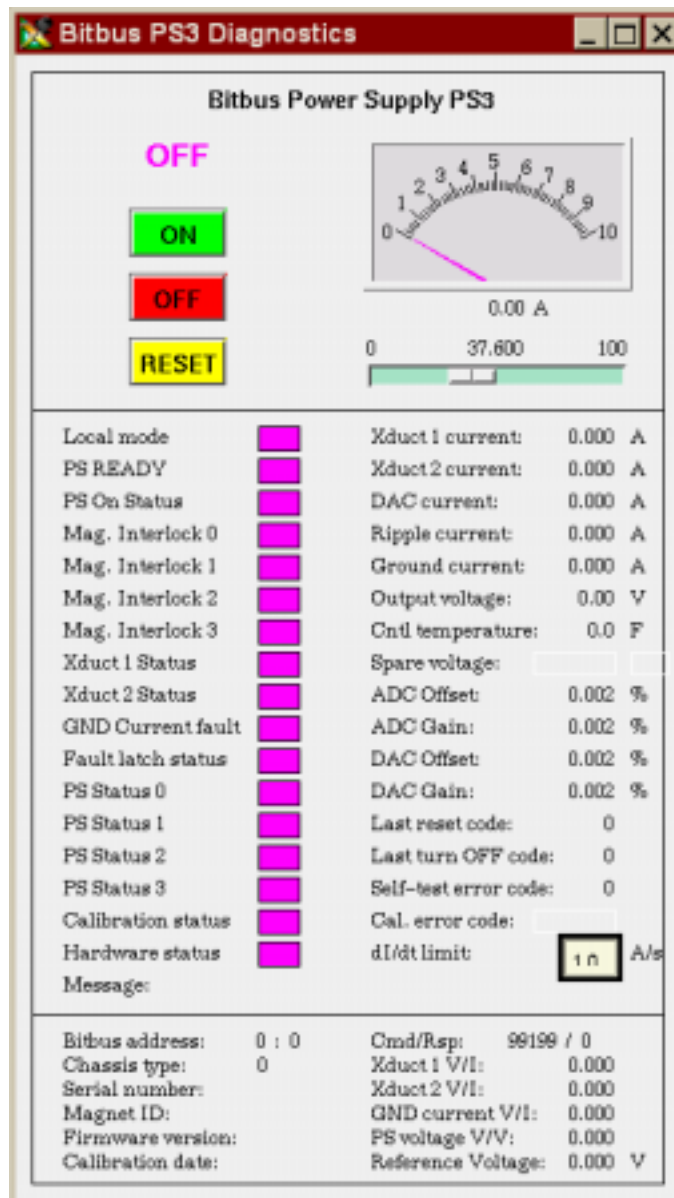 Bitbus PS3 Diagnostics
Bitbus Power Supply PS3
OFF
ON
OFF
RESET
0 1 2 3 4 5 6 7 8 9 10
0.00 A
0 37.600 100
Local mode Xduct 1 current: 0.000 A
PS READY Xduct 2 current: 0.000 A
PS On Status DAC current: 0.000 A
Mag. Interlock 0 Ripple current: 0.000 A
Mag. Interlock 1 Ground current: 0.000 A
Mag. Interlock 2 Output voltage: 0.00 V
Mag. Interlock 3 Cntl temperature: 0.0 F
Xduct 1 Status Spare voltage:
Xduct 2 Status ADC Offset: 0.002 %
GND Current fault ADC Gain: 0.002 %
Fault latch status DAC Offset: 0.002 %
PS Status 0 DAC Gain: 0.002 %
PS Status 1 Last reset code: 0
PS Status 2 Last turn OFF code: 0
PS Status 3 Self-test error code: 0
Calibration status Cal. error code:
Hardware status dI/dt limit: 1.0 A/s
Message:
Bitbus address: 0 : 0 Cmd/Rsp: 99199 / 0
Chassis type: 0 Xduct 1 V/I: 0.000
Serial number: Xduct 2 V/I: 0.000
Magnet ID: GND current V/I: 0.000
Firmware version: PS voltage V/V: 0.000
Calibration date: Reference Voltage: 0.000 V